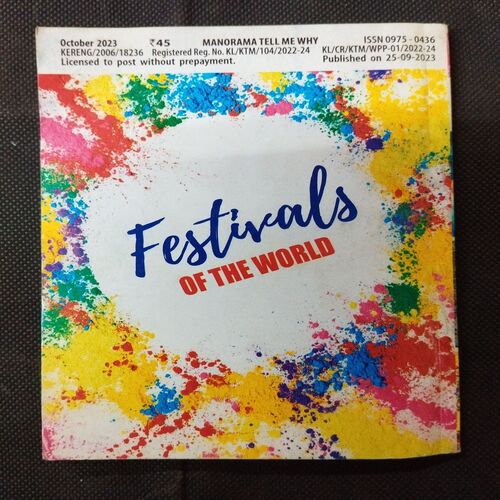 October 2023 ₹45 MANORAMA TELL ME WHY ISSN 0975 - 0436
KERENG/2006/18236 Registered Reg. No. KL/KTM/104/2022-24 KL/CR/KTM/WPP-01/2022-24
Licensed to post without prepayment. Published on 25-09-2023
Festivals
OF THE WORLD